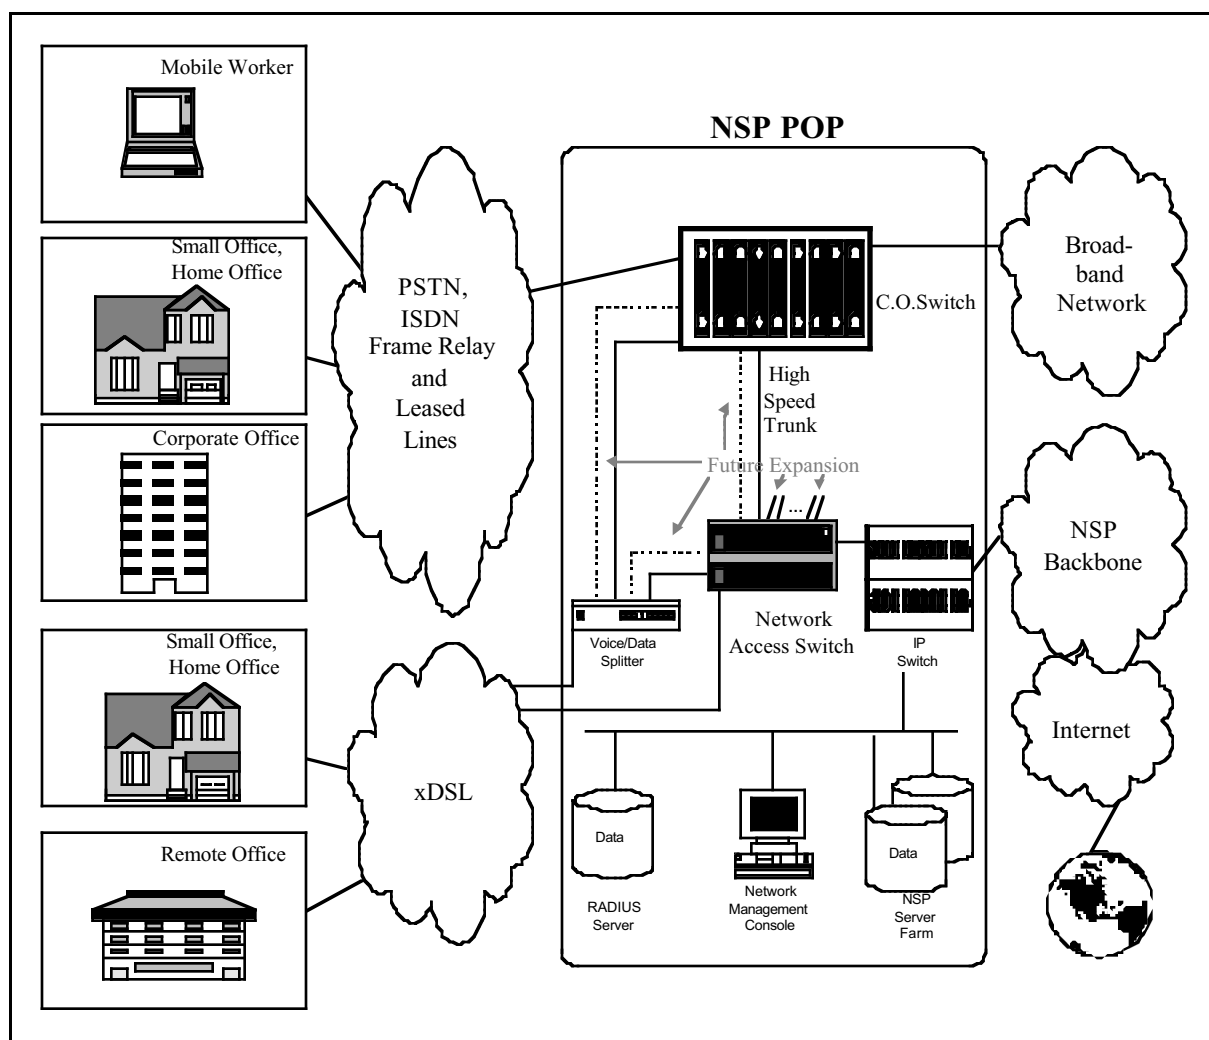 Mobile Worker
Small Office,
Home Office
Corporate Office
Small Office,
Home Office
Remote Office
PSTN,
ISDN
Frame Relay
and
Leased
Lines
xDSL
NSP POP
C.O.Switch
High
Speed
Trunk
Future Expansion
...
Voice/Data
Splitter
Network
Access Switch
IP
Switch
Data
RADIUS
Server
Network
Management
Console
Data
NSP
Server
Farm
Broad-
band
Network
NSP
Backbone
Internet